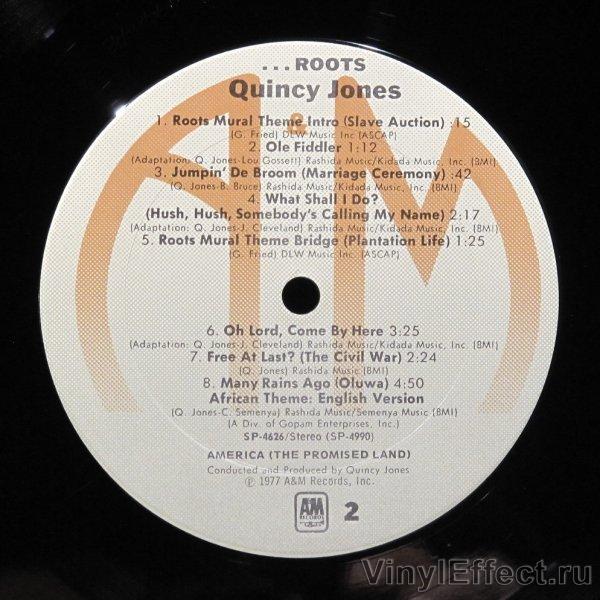 ...ROOTS
Quincy Jones
1. Roots Mural Theme Intro (Slave Auction) :15
(G. Fried) DLW Music Inc (ASCAP)
2. Ole Fiddler 1:12
(Adaptation: Q. Jones-Lou Gossett) Rashida Music/Kidada Music, Inc. (BMI)
3. Jumpin' De Broom (Marriage Ceremony) :42
(Q. Jones-B. Bruce) Rashida Music/Kidada Music, Inc. (BMI)
4. What Shall I Do?
(Hush, Hush, Somebody's Calling My Name) 2:17
(Adaptation: Q. Jones-J. Cleveland) Rashida Music/Kidada Music, Inc. (BMI)
5. Roots Mural Theme Bridge (Plantation Life) 1:25
(G. Fried) DLW Music Inc. (ASCAP)
6. Oh Lord, Come By Here 3:25
(Adaptation: Q. Jones-J. Cleveland) Rashida Music/Kidada Music, Inc. (BMI)
7. Free At Last? (The Civil War) 2:24
(Q. Jones) Rashida Music (BMI)
8. Many Rains Ago (Oluwa) 4:50
African Theme: English Version
(Q. Jones-C. Semenya) Rashida Music/Semenya Music (BMI)
(A Div. of Gopam Enterprises, Inc.)
SP-4626/Stereo (SP-4990)
AMERICA (THE PROMISED LAND)
Conducted and Produced by Quincy Jones
℗ 1977 A&M Records, Inc.
A&M RECORDS 2
VinylEffect.ru